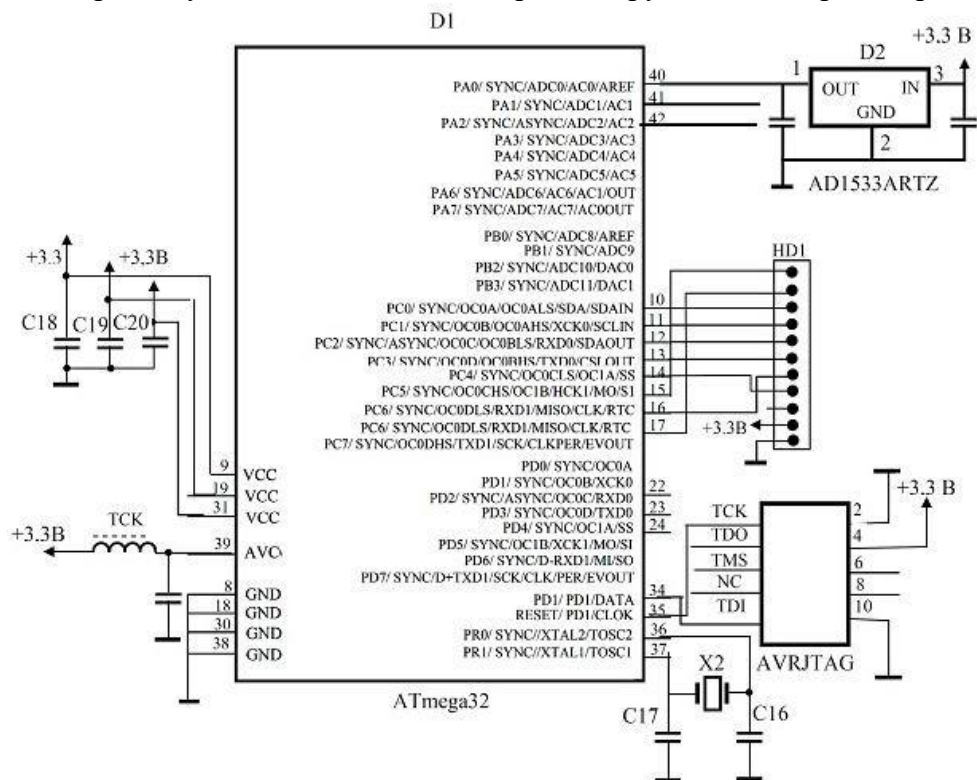 D1
PA0/ SYNC/ADC0/AC0/AREF
PA1/ SYNC/ADC1/AC1
PA2/ SYNC/ASYNC/ADC2/AC2
PA3/ SYNC/ADC3/AC3
PA4/ SYNC/ADC4/AC4
PA5/ SYNC/ADC5/AC5
PA6/ SYNC/ADC6/AC6/AC1/OUT
PA7/ SYNC/ADC7/AC7/AC0OUT
PB0/ SYNC/ADC8/AREF
PB1/ SYNC/ADC9
PB2/ SYNC/ADC10/DAC0
PB3/ SYNC/ADC11/DAC1
PC0/ SYNC/OC0A/OC0ALS/SDA/SDAIN
PC1/ SYNC/OC0B/OC0AHS/XCK0/SCLIN
PC2/ SYNC/ASYNC/OC0C/OC0BLS/RXD0/SDAOUT
PC3/ SYNC/OC0D/OC0BHS/TXD0/CSLOUT
PC4/ SYNC/OC0CLS/OC1A/SS
PC5/ SYNC/OC0CHS/OC1B/HCK1/MO/S1
PC6/ SYNC/OC0DLS/RXD1/MISO/CLK/RTC
PC6/ SYNC/OC0DLS/RXD1/MISO/CLK/RTC
PC7/ SYNC/OC0DHS/TXD1/SCK/CLKPER/EVOUT
PD0/ SYNC/OC0A
PD1/ SYNC/OC0B/XCK0
PD2/ SYNC/ASYNC/OC0C/RXD0
PD3/ SYNC/OC0D/TXD0
PD4/ SYNC/OC1A/SS
PD5/ SYNC/OC1B/XCK1/MO/SI
PD6/ SYNC/D-RXD1/MI/SO
PD7/ SYNC/D+TXD1/SCK/CLK/PER/EVOUT
PD1/ PD1/DATA
RESET/ PD1/CLOK
PR0/ SYNC//XTAL2/TOSC2
PR1/ SYNC//XTAL1/TOSC1
40
41
42
10
11
12
13
14
15
16
17
22
23
24
34
35
36
37
+3.3
+3,3В
C18
C19
C20
9
VCC
19
VCC
31
VCC
+3.3В
TCK
39
AVC
8
GND
18
GND
30
GND
38
GND
ATmega32
D2
+3.3 В
1
3
OUT
IN
GND
2
AD1533ARTZ
HD1
+3.3В
TCK
TDO
TMS
NC
TDI
2
4
6
8
10
+3.3 В
AVRJTAG
X2
C17
C16